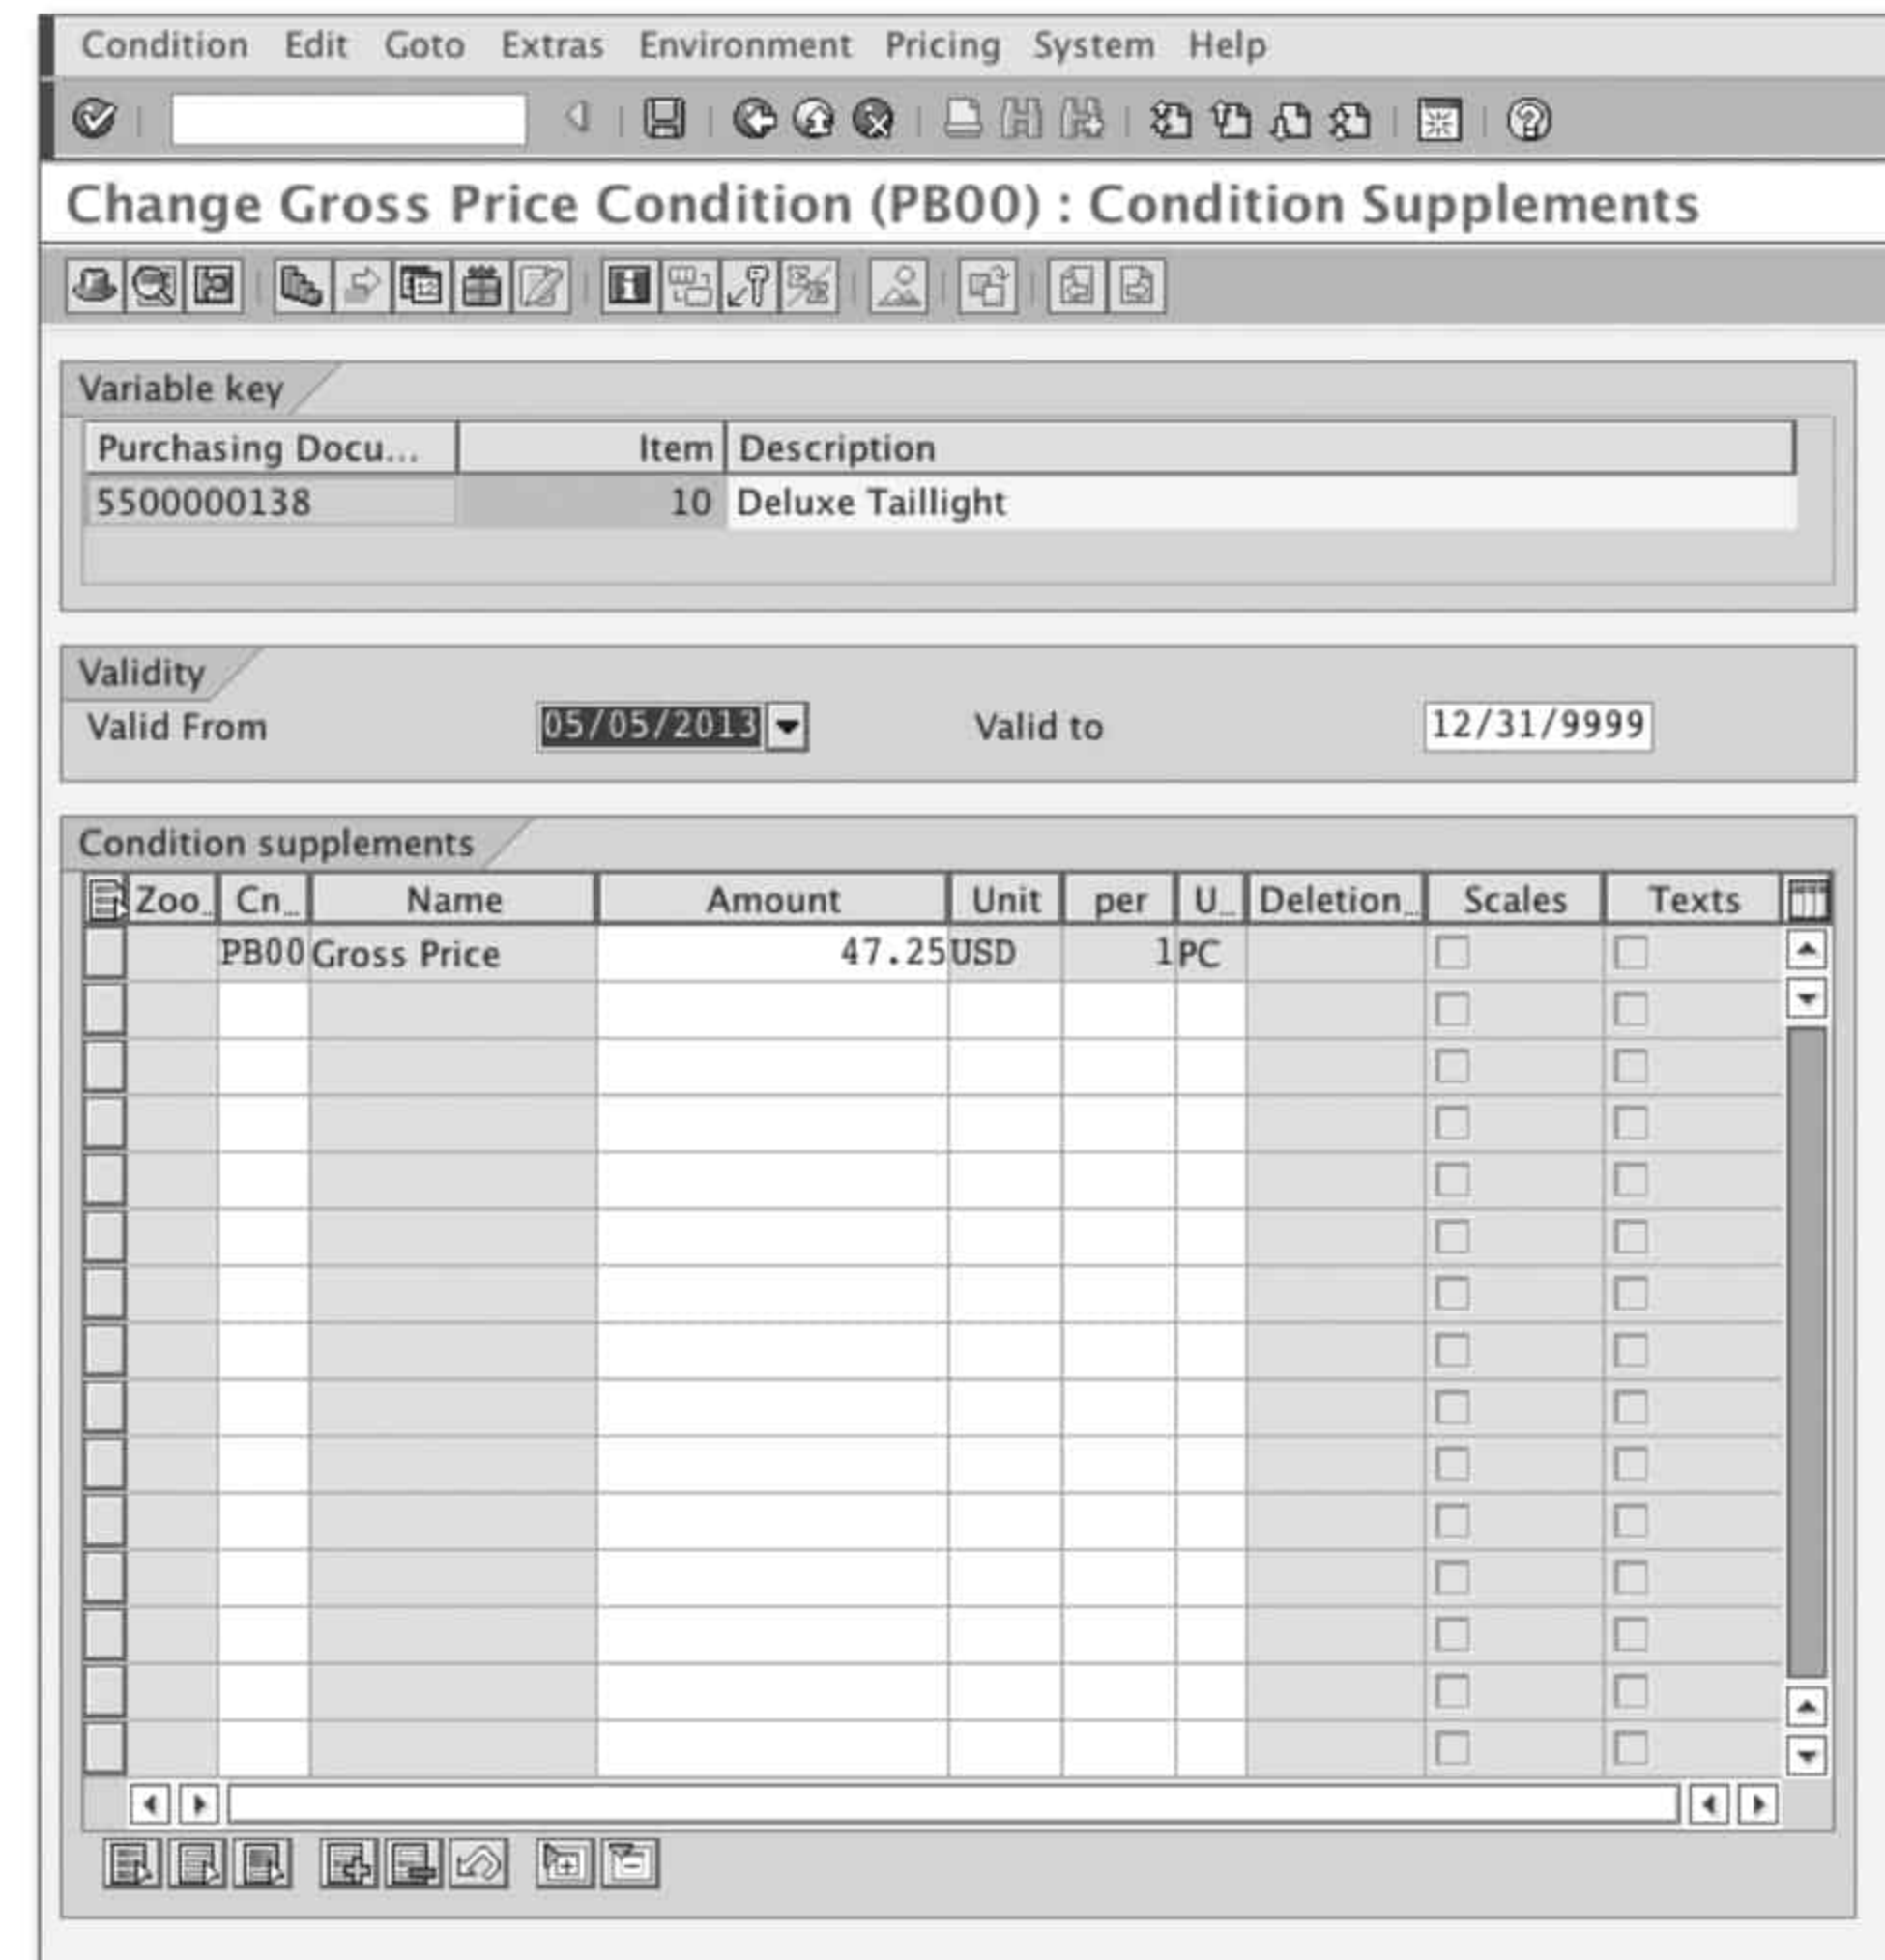 Condition Edit Goto Extras Environment Pricing System Help
Change Gross Price Condition (PB00) : Condition Supplements
Variable key
Purchasing Docu... Item Description
5500000138 10 Deluxe Taillight
Validity
Valid From 05/05/2013 Valid to 12/31/9999
Condition supplements
Zoo.. Cn.. Name Amount Unit per U.. Deletion.. Scales Texts
PB00 Gross Price 47.25 USD 1 PC